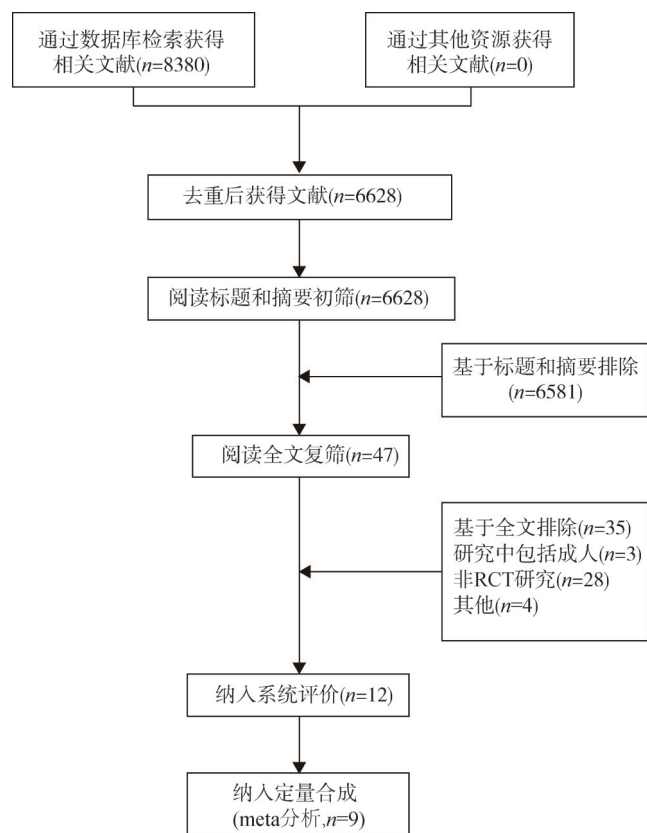 通过数据库检索获得
相关文献(n=8380)
通过其他资源获得
相关文献(n=0)
去重后获得文献(n=6628)
阅读标题和摘要初筛(n=6628)
基于标题和摘要排除
(n=6581)
阅读全文复筛(n=47)
基于全文排除(n=35)
研究中包括成人(n=3)
非RCT研究(n=28)
其他(n=4)
纳入系统评价(n=12)
纳入定量合成
(meta分析,n=9)